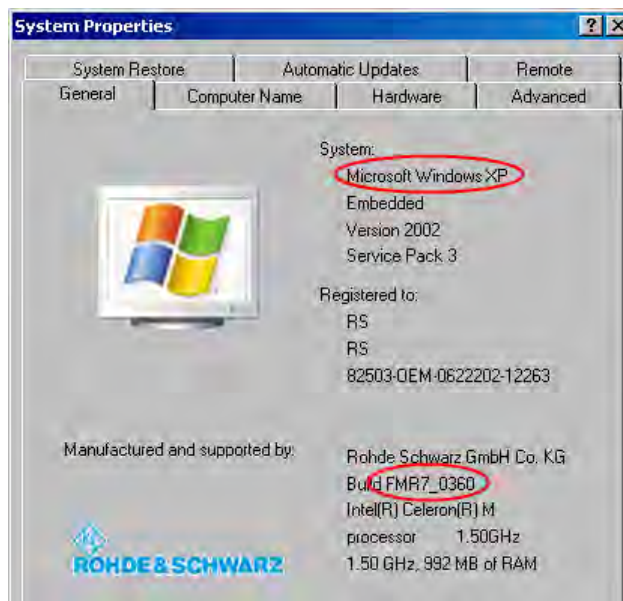 System Properties
System Restore
Automatic Updates
Remote
General
Computer Name
Hardware
Advanced
System:
Microsoft Windows XP
Embedded
Version 2002
Service Pack 3
Registered to:
RS
RS
82503-OEM-0622202-12263
Manufactured and supported by:
Rohde Schwarz GmbH Co. KG
Build FMR7_0360
Intel(R) Celeron(R) M
processor 1.50GHz
1.50 GHz, 992 MB of RAM
ROHDE & SCHWARZ